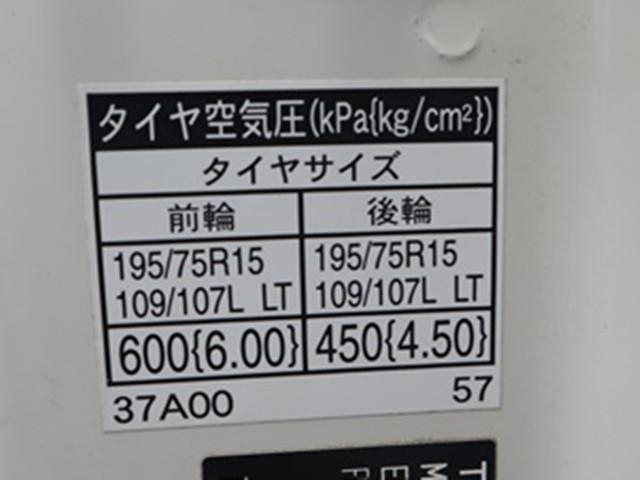 タイヤ空気圧(kPa{kg/cm²})
タイヤサイズ
前輪 後輪
195/75R15 195/75R15
109/107L LT 109/107L LT
600{6.00} 450{4.50}
37A00 57